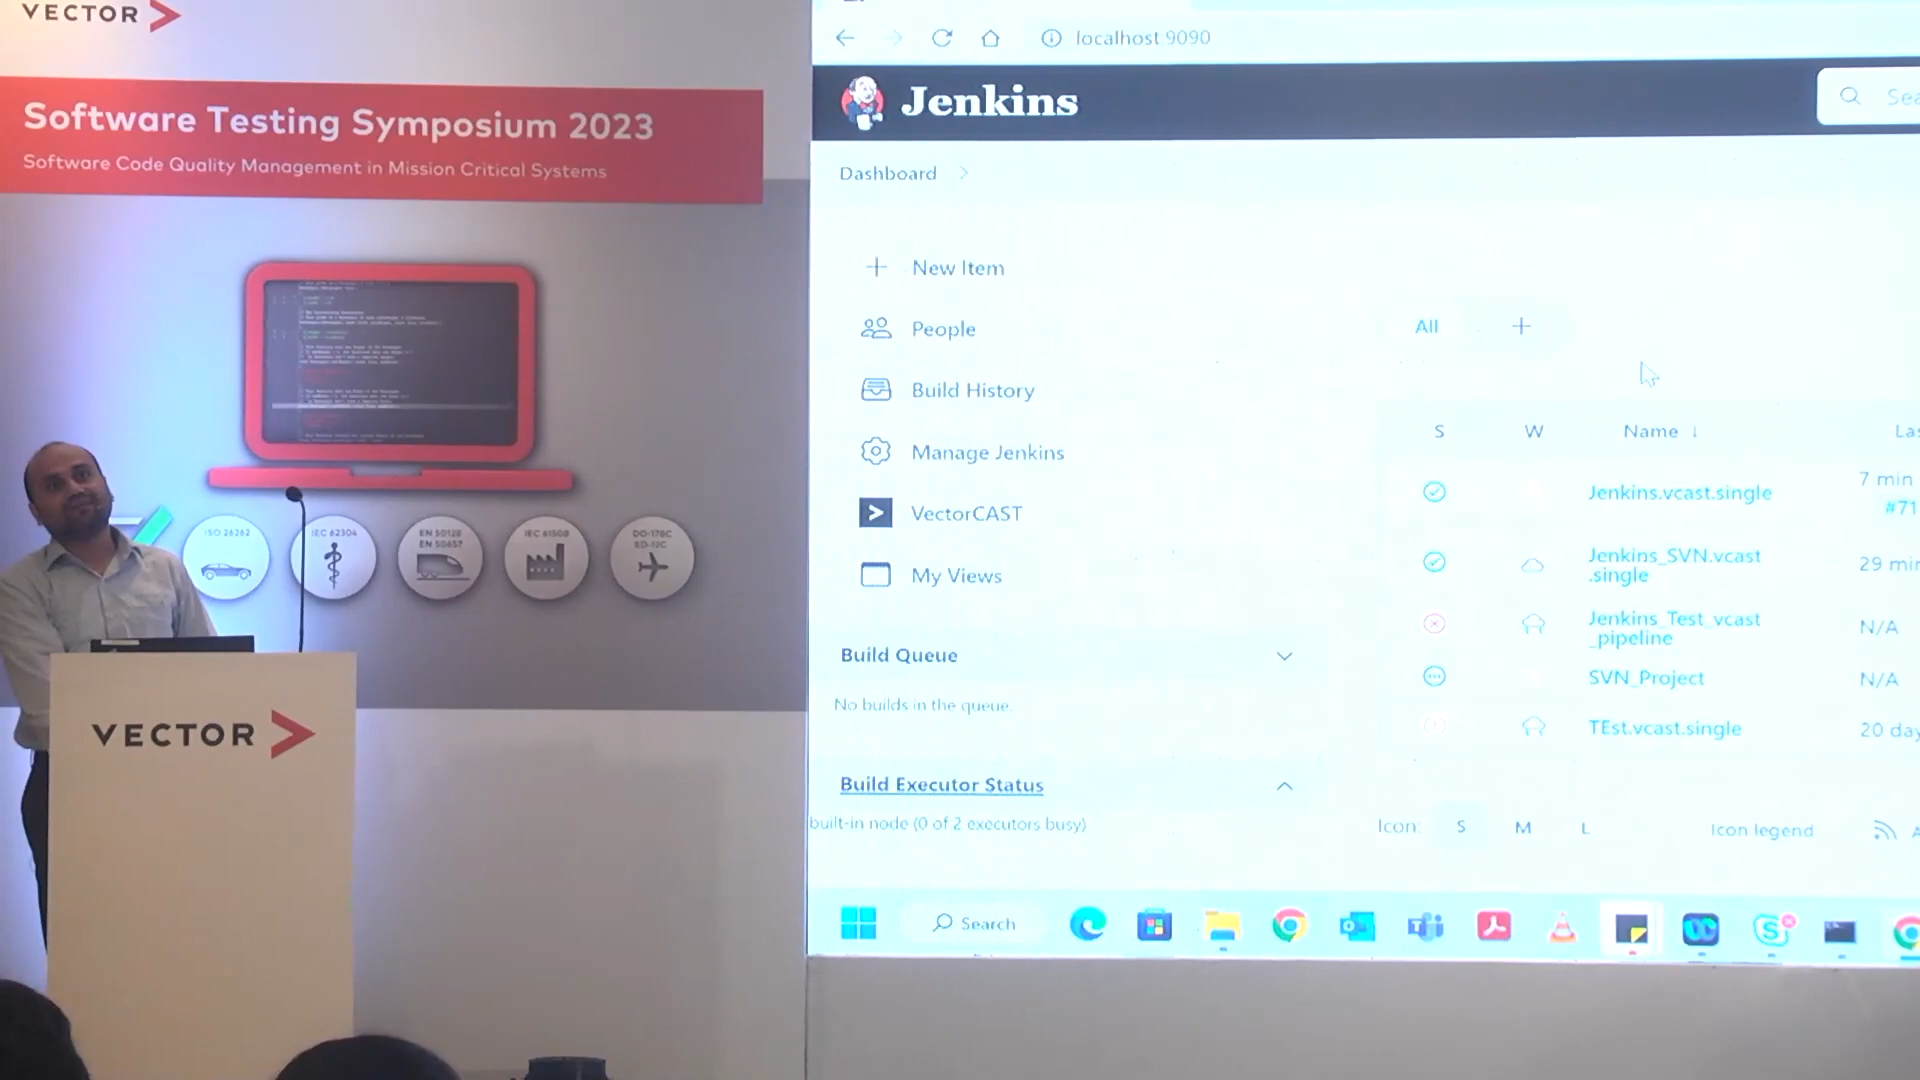 VECTOR
Software Testing Symposium 2023
Software Code Quality Management in Mission Critical Systems
ISO 26262
IEC 62304
EN 50128
EN 50657
IEC 61508
DO-178C
ED-12C
VECTOR
localhost:9090
Jenkins
Dashboard
New Item
People
Build History
Manage Jenkins
VectorCAST
My Views
Build Queue
No builds in the queue.
Build Executor Status
built-in node (0 of 2 executors busy)
All
S W Name ↓
Jenkins.vcast.single 7 min
#71
Jenkins_SVN.vcast
.single
29 min
Jenkins_Test_vcast
_pipeline
N/A
SVN_Project N/A
TEst.vcast.single 20 day
Icon: S M L Icon legend
Search